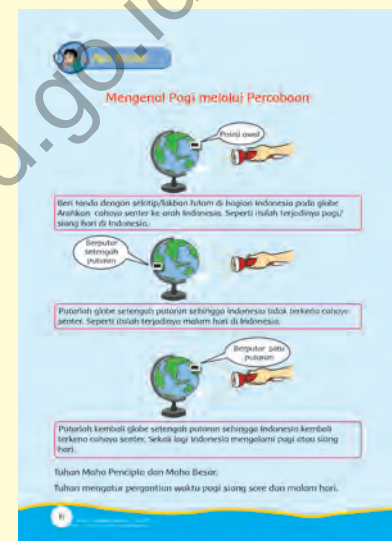 Mengenal Pagi melalui Percobaan
Posisi awal
Beri tanda dengan selotip/lakban hitam di bagian Indonesia pada globe
Arahkan cahaya senter ke arah Indonesia. Seperti itulah terjadinya pagi/
siang hari di Indonesia.
Berputar
setengah
putaran
Putarlah globe setengah putaran sehingga Indonesia tidak terkena cahaya
senter. Seperti itulah terjadinya malam hari di Indonesia.
Berputar satu
putaran
Putarlah kembali globe setengah putaran sehingga Indonesia kembali
terkena cahaya senter. Sekali lagi Indonesia mengalami pagi atau siang
hari.
Tuhan Maha Pencipta dan Maha Besar.
Tuhan mengatur pergantian waktu pagi siang sore dan malam hari.
d.go.id